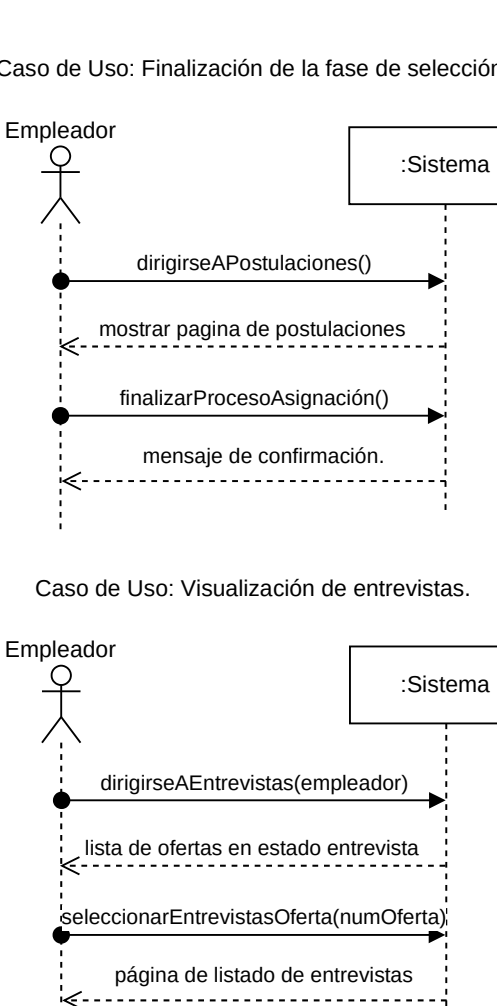 Caso de Uso: Finalización de la fase de selección
Empleador
:Sistema
dirigirseAPostulaciones()
mostrar pagina de postulaciones
finalizarProcesoAsignación()
mensaje de confirmación.
Caso de Uso: Visualización de entrevistas.
Empleador
:Sistema
dirigirseAEntrevistas(empleador)
lista de ofertas en estado entrevista
seleccionarEntrevistasOferta(numOferta)
página de listado de entrevistas